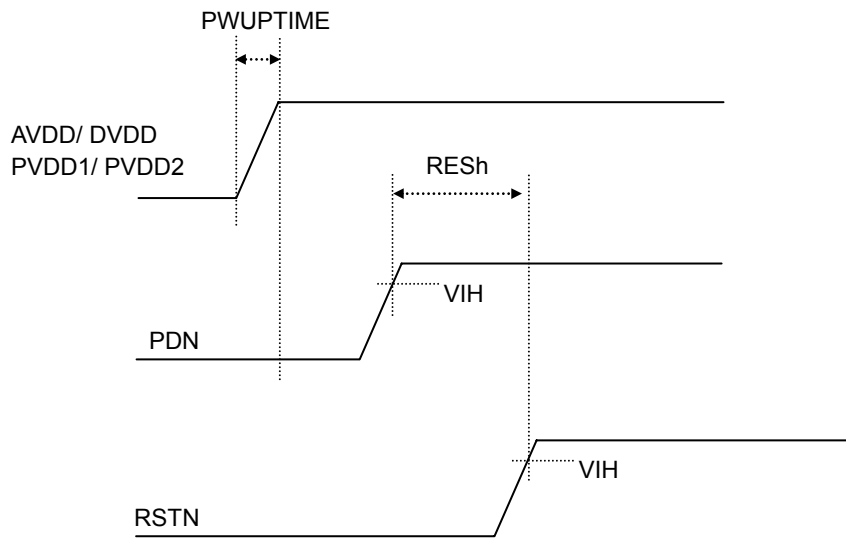 PWUPTIME
AVDD/ DVDD
PVDD1/ PVDD2
RESh
VIH
PDN
VIH
RSTN